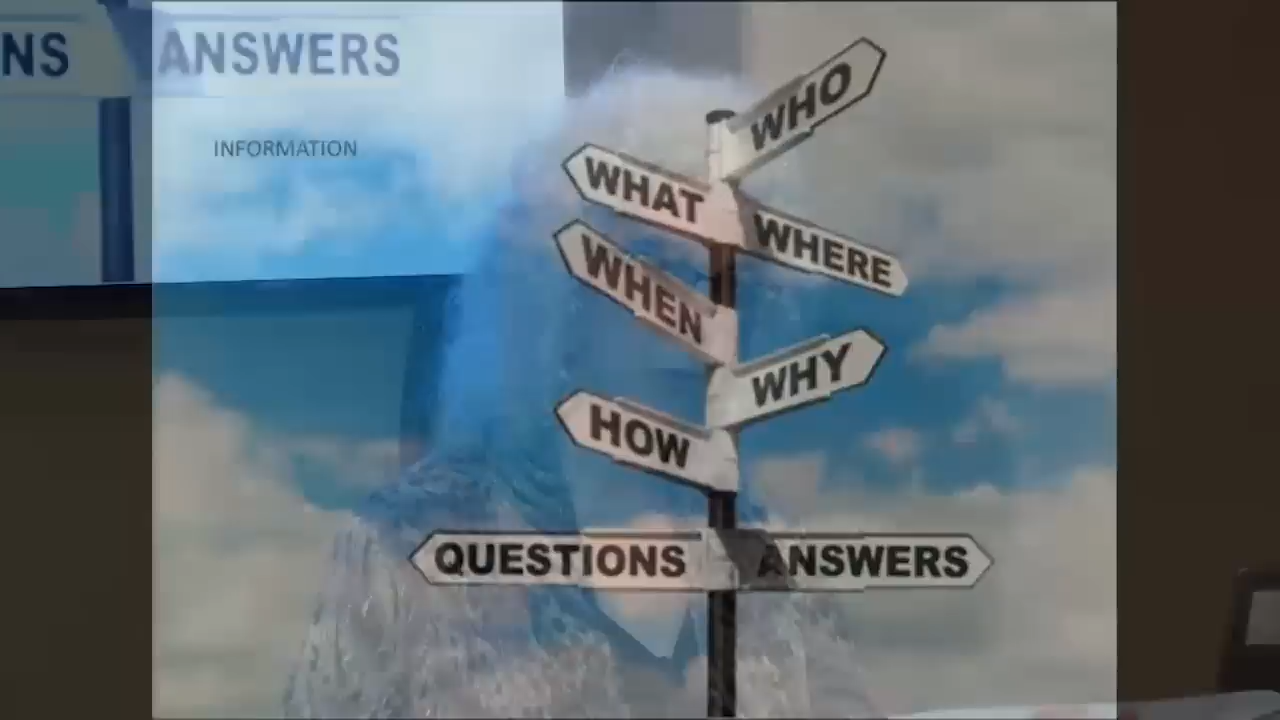 NS ANSWERS
INFORMATION
WHO
WHAT
WHERE
WHEN
WHY
HOW
QUESTIONS ANSWERS